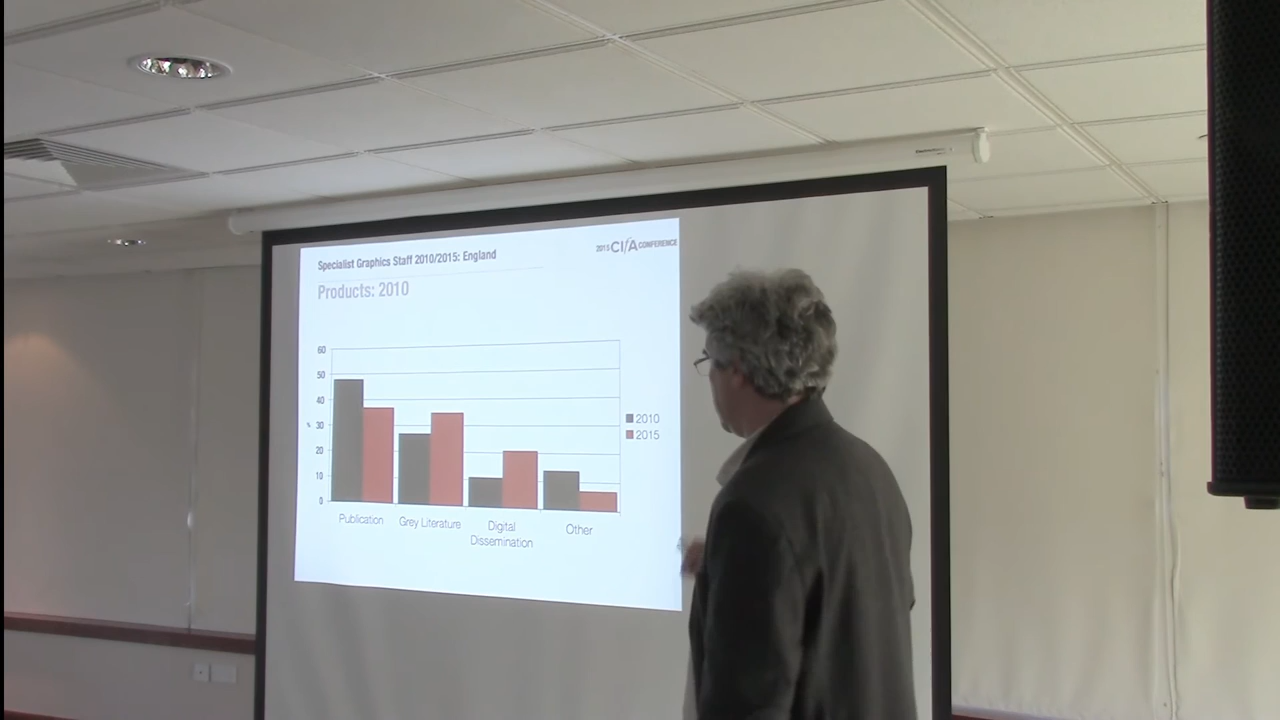 Specialist Graphics Staff 2010/2015: England
2015 CIfA CONFERENCE
Products: 2010
60
50
40
%
30
20
10
0
2010
2015
Publication
Grey Literature
Digital
Dissemination
Other